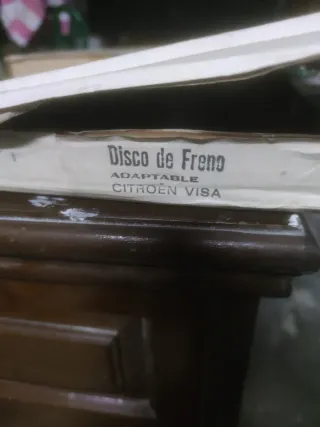 Disco de Freno
ADAPTABLE
CITROËN VISA